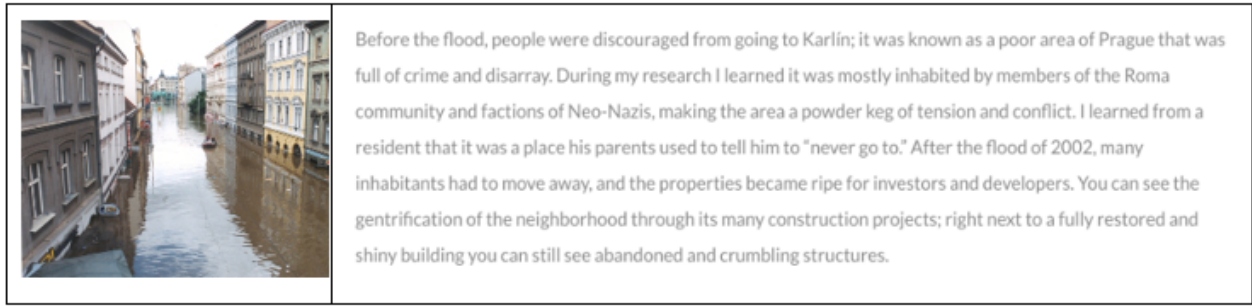 Before the flood, people were discouraged from going to Karlín; it was known as a poor area of Prague that was
full of crime and disarray. During my research I learned it was mostly inhabited by members of the Roma
community and factions of Neo-Nazis, making the area a powder keg of tension and conflict. I learned from a
resident that it was a place his parents used to tell him to "never go to." After the flood of 2002, many
inhabitants had to move away, and the properties became ripe for investors and developers. You can see the
gentrification of the neighborhood through its many construction projects; right next to a fully restored and
shiny building you can still see abandoned and crumbling structures.